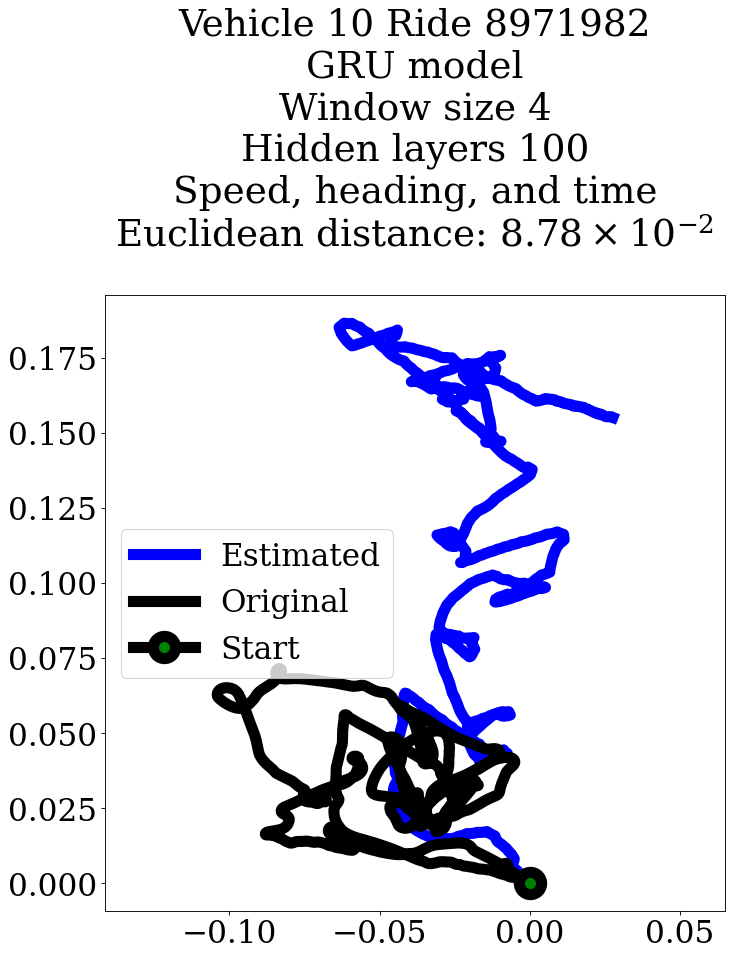 Vehicle 10 Ride 8971982
GRU model
Window size 4
Hidden layers 100
Speed, heading, and time
Euclidean distance: 8.78 × 10⁻²
0.175
0.150
0.125
0.100
0.075
0.050
0.025
0.000
Estimated
Original
Start
−0.10
−0.05
0.00
0.05